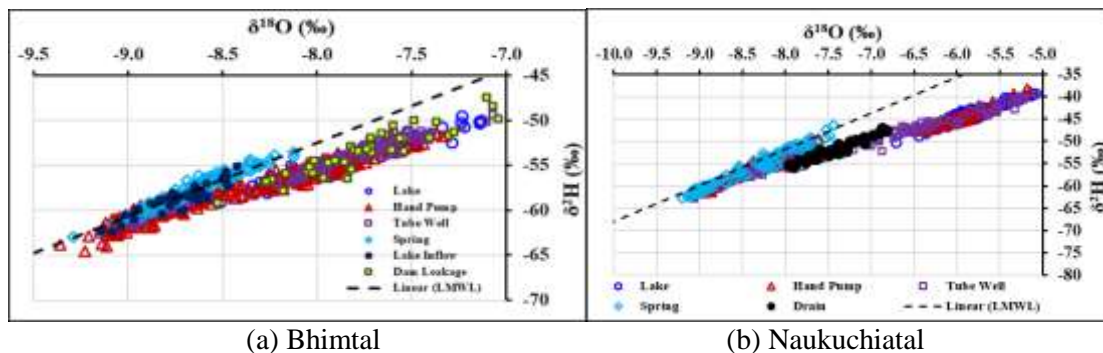 δ¹⁸O (‰)
-9.5 -9.0 -8.5 -8.0 -7.5 -7.0
-45
-50
-55
-60
-65
-70
δ²H (‰)
Lake
Hand Pump
Tube Well
Spring
Lake Inflow
Dam Leakage
Linear (LMWL)
(a) Bhimtal
δ¹⁸O (‰)
-10.0 -9.5 -9.0 -8.5 -8.0 -7.5 -7.0 -6.5 -6.0 -5.5 -5.0
-35
-40
-45
-50
-55
-60
-65
-70
-75
-80
δ²H (‰)
Lake Hand Pump Tube Well
Spring Drain Linear (LMWL)
(b) Naukuchiatal